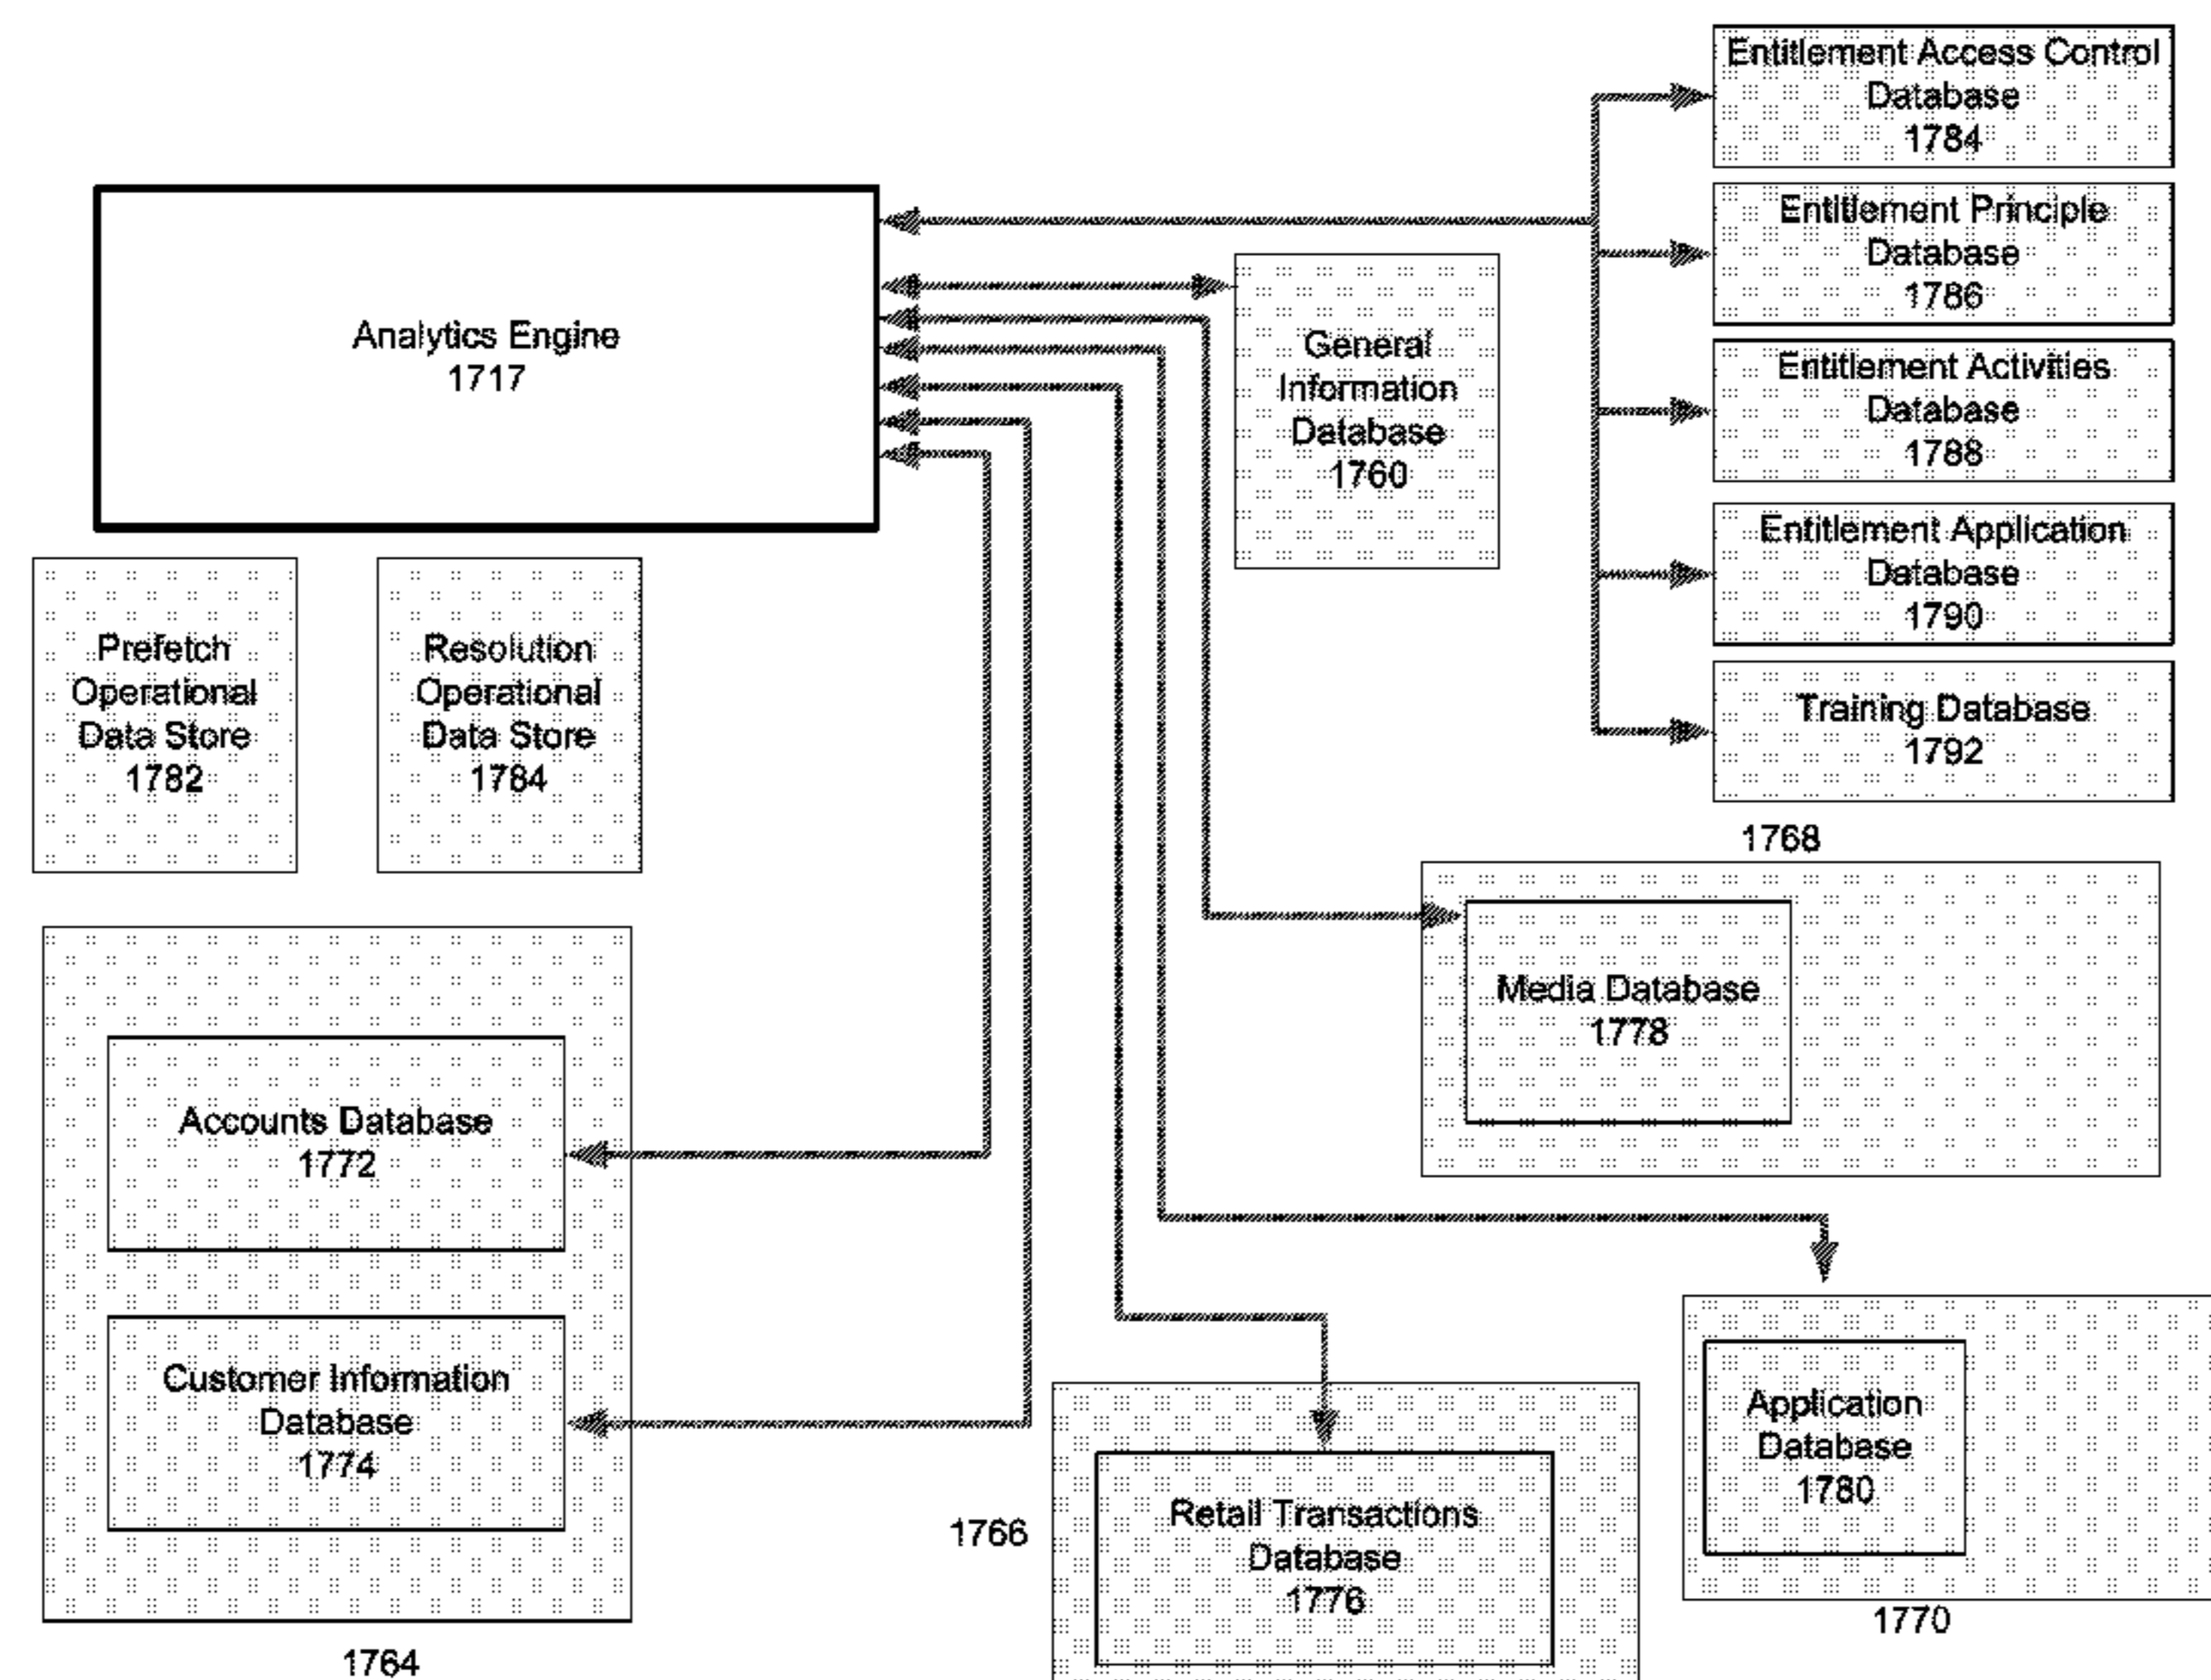 Entitlement Access Control
Database
1784
Entitlement Principle
Database
1786
Analytics Engine
1717
General
Information
Database
1760
Entitlement Activities
Database
1788
Entitlement Application
Database
1790
Prefetch
Operational
Data Store
1782
Resolution
Operational
Data Store
1784
Training Database
1792
1768
Media Database
1778
Accounts Database
1772
Customer Information
Database
1774
1764
1766
Retail Transactions
Database
1776
Application
Database
1780
1770